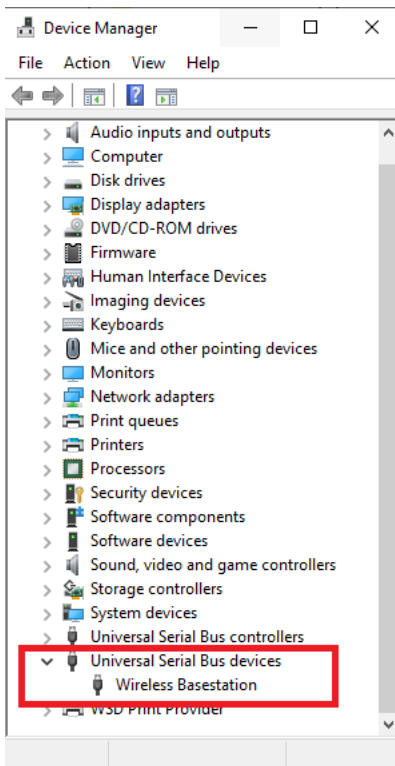 Device Manager
File Action View Help
Audio inputs and outputs
Computer
Disk drives
Display adapters
DVD/CD-ROM drives
Firmware
Human Interface Devices
Imaging devices
Keyboards
Mice and other pointing devices
Monitors
Network adapters
Print queues
Printers
Processors
Security devices
Software components
Software devices
Sound, video and game controllers
Storage controllers
System devices
Universal Serial Bus controllers
Universal Serial Bus devices
Wireless Basestation
WSD Print Provider